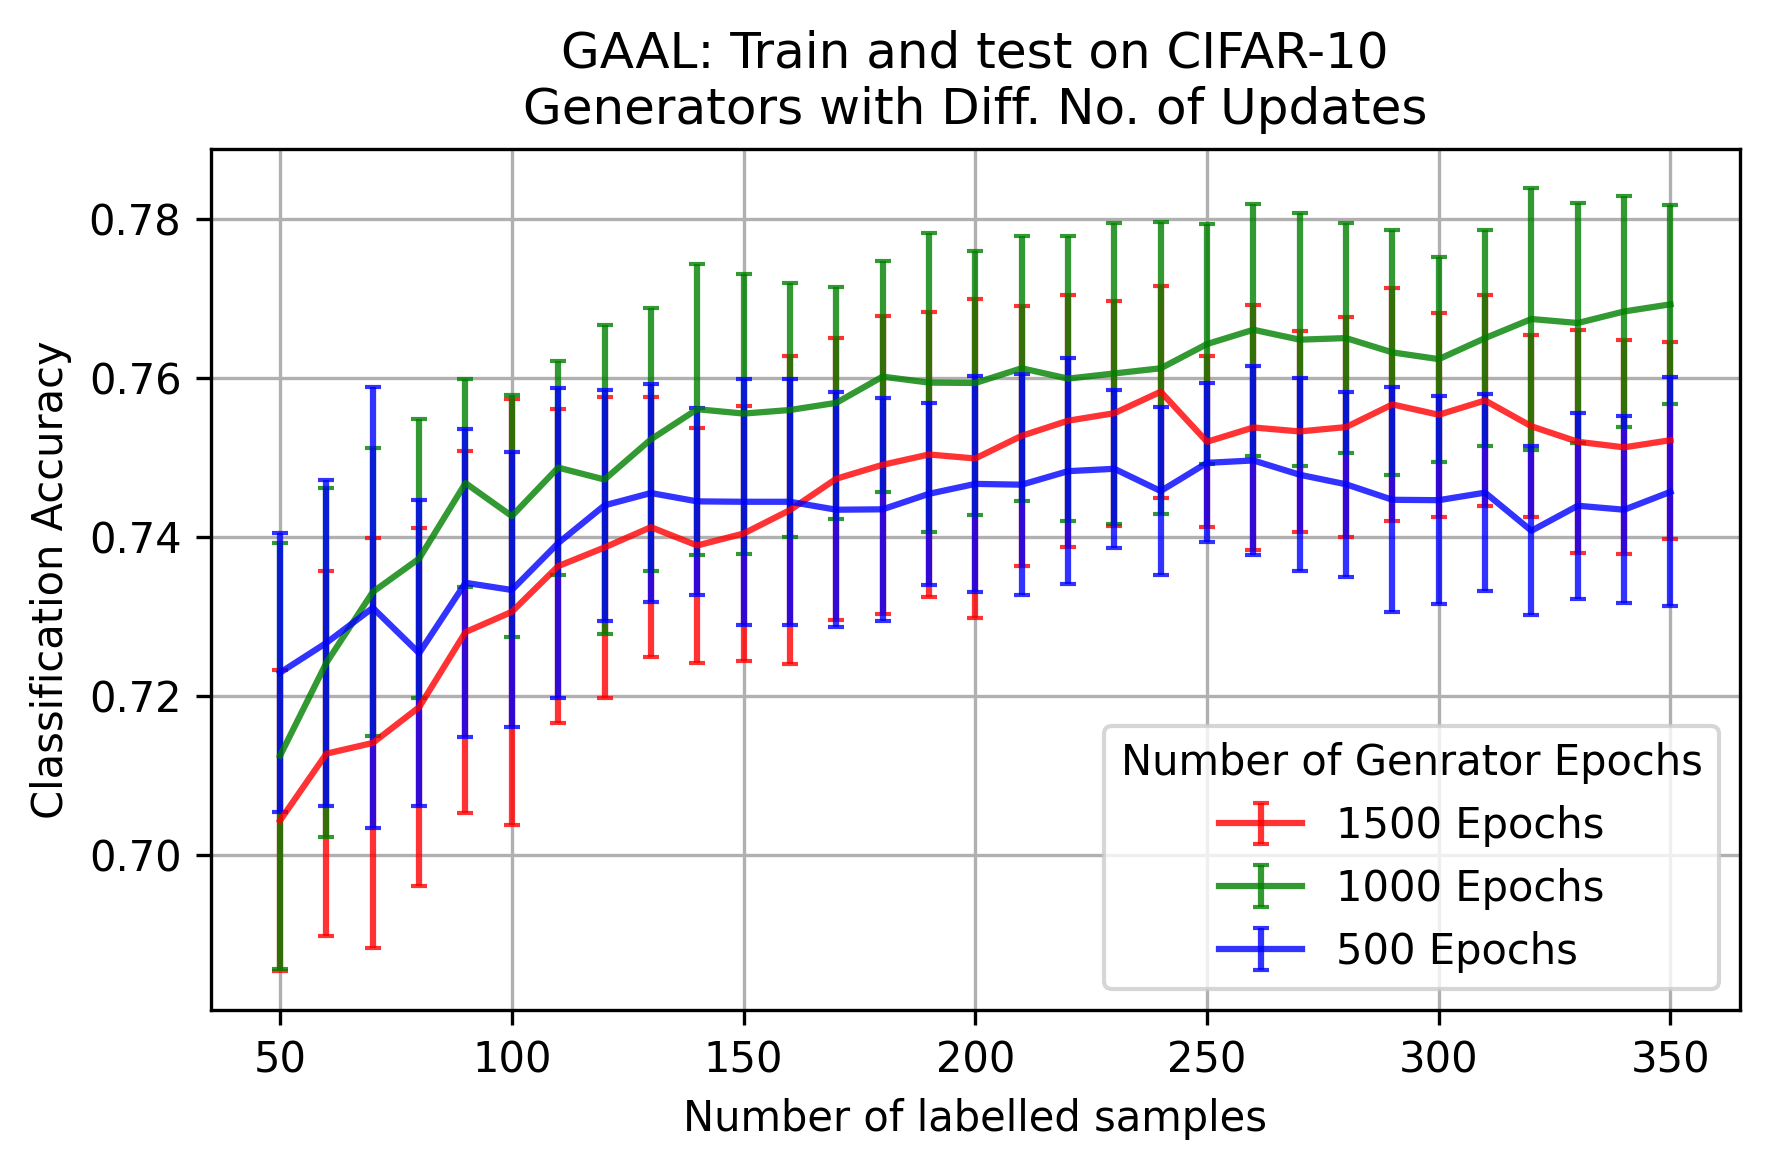 GAAL: Train and test on CIFAR-10
Generators with Diff. No. of Updates
Classification Accuracy
0.78
0.76
0.74
0.72
0.70
Number of Genrator Epochs
1500 Epochs
1000 Epochs
500 Epochs
50 100 150 200 250 300 350
Number of labelled samples